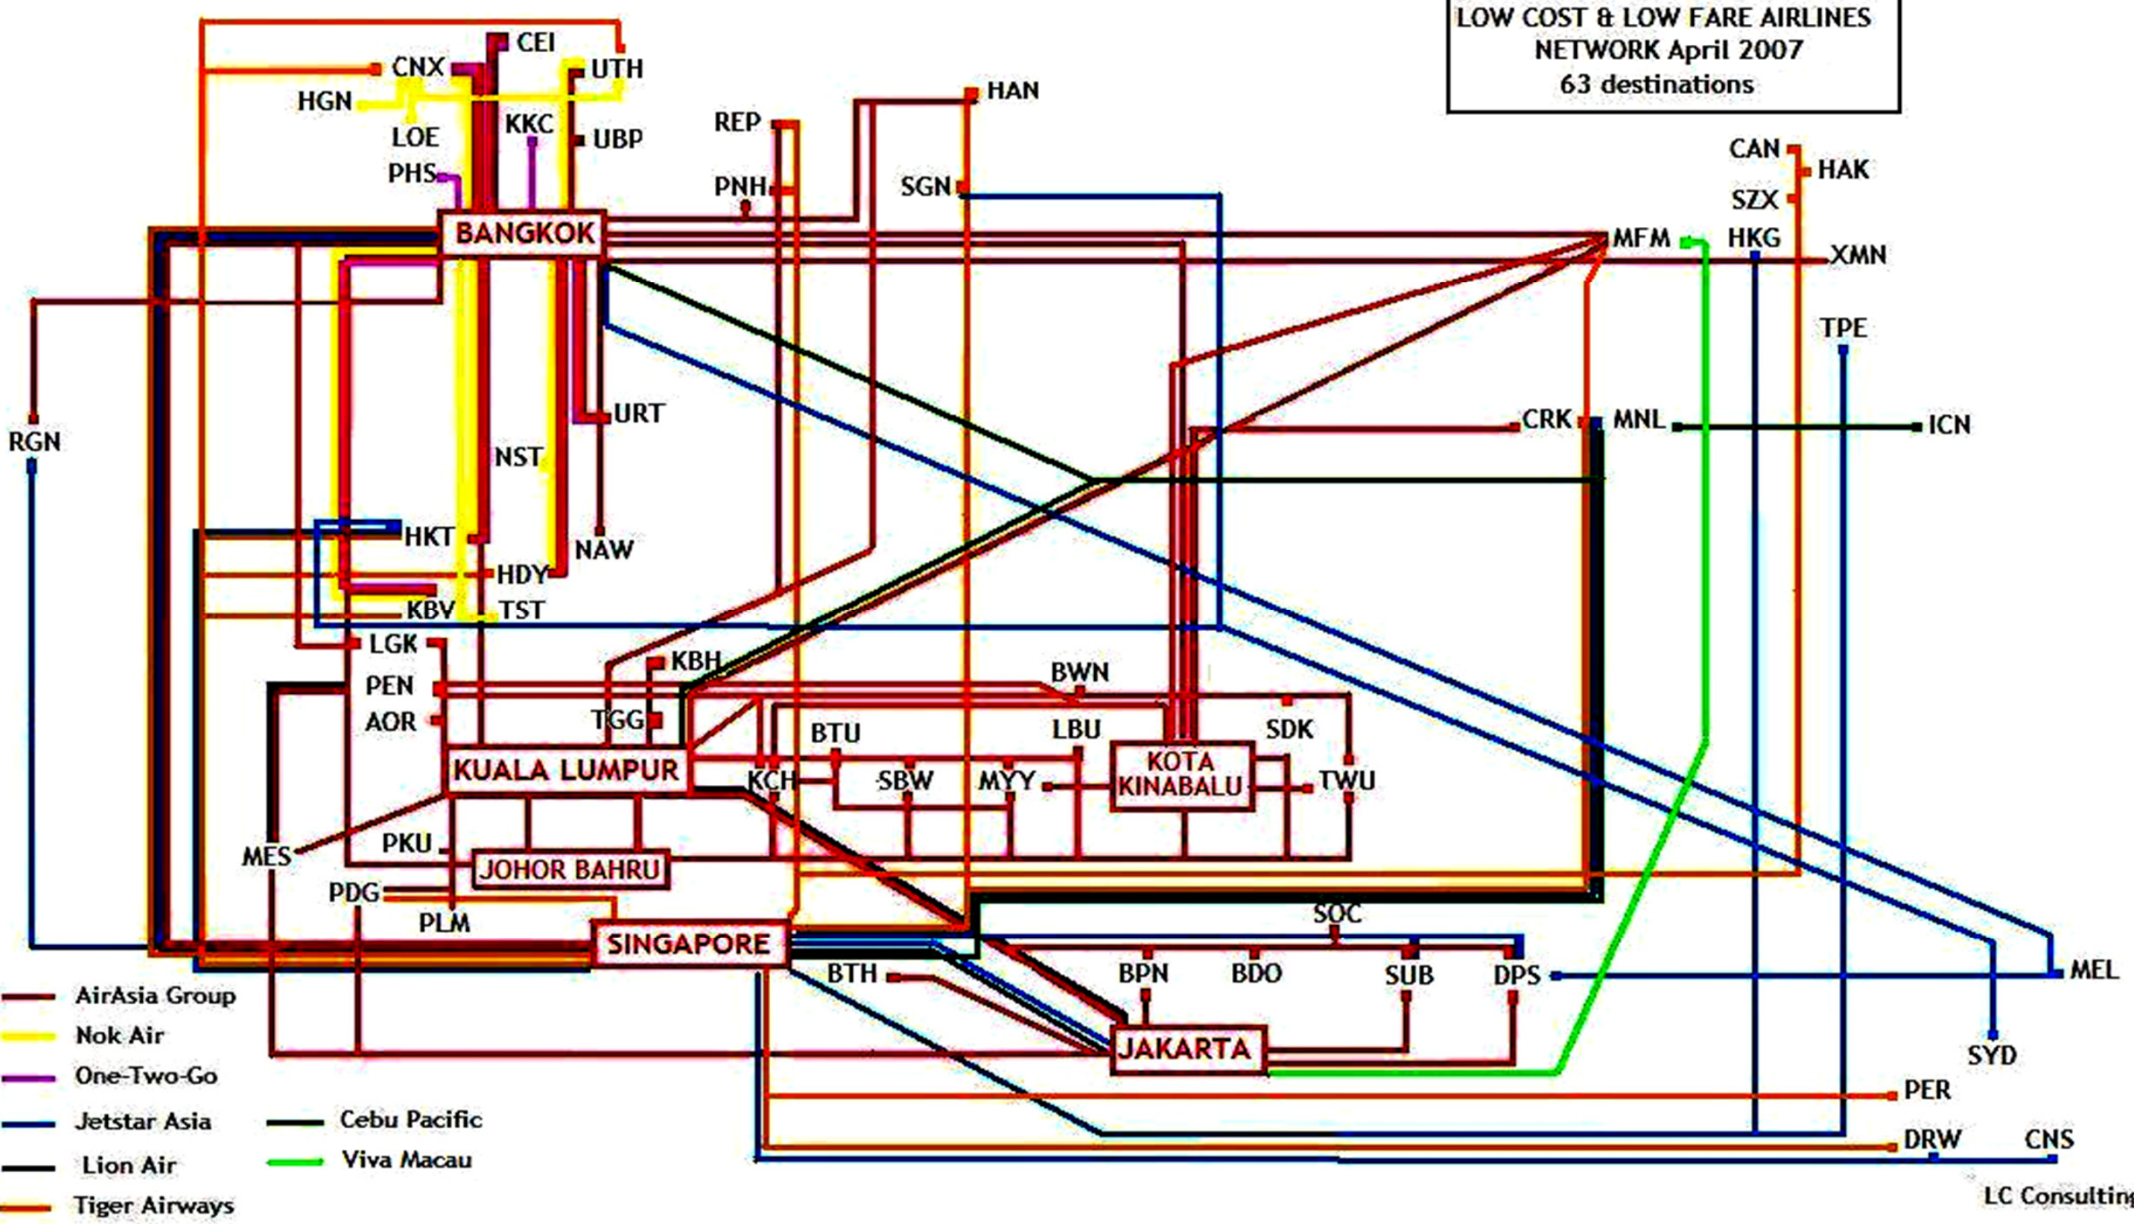 LOW COST & LOW FARE AIRLINES
NETWORK April 2007
63 destinations
CEI
CNX
UTH
HGN
HAN
REP
KKC
LOE
UBP
CAN
HAK
PHS
PNH
SGN
SZX
BANGKOK
MFM
HKG
XMN
TPE
URT
CRK
MNL
ICN
RGN
NST
HKT
NAW
HDY
KBV
TST
LGK
KBH
PEN
BWN
AOR
TGG
BTU
LBU
SDK
KUALA LUMPUR
KCH
SBW
MYY
KOTA
KINABALU
TWU
MES
PKU
JOHOR BAHRU
PDG
PLM
SOC
SINGAPORE
BTH
BPN
BDO
SUB
DPS
MEL
AirAsia Group
Nok Air
JAKARTA
SYD
One-Two-Go
PER
Jetstar Asia
Cebu Pacific
DRW
CNS
Lion Air
Viva Macau
Tiger Airways
LC Consulting